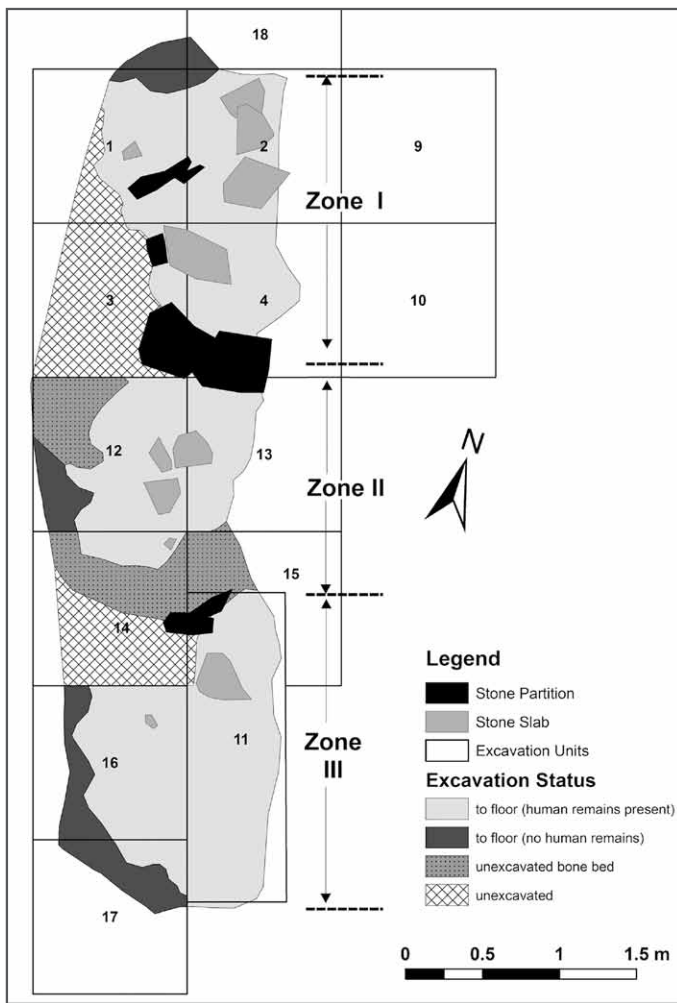 18
1
2
9
Zone I
3
4
10
N
12
13
Zone II
15
14
Zone
III
11
16
17
Legend
Stone Partition
Stone Slab
Excavation Units
Excavation Status
to floor (human remains present)
to floor (no human remains)
unexcavated bone bed
unexcavated
0 0.5 1 1.5 m